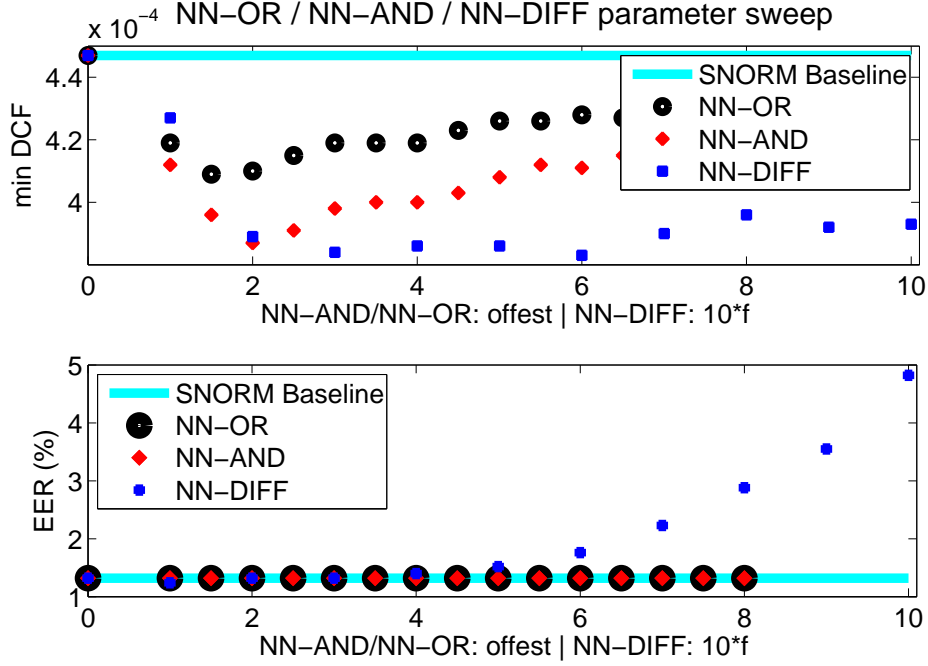 NN-OR / NN-AND / NN-DIFF parameter sweep
x 10⁻⁴
4.4
4.2
4
min DCF
SNORM Baseline
NN-OR
NN-AND
NN-DIFF
0 2 4 6 8 10
NN-AND/NN-OR: offest | NN-DIFF: 10*f
5
4
3
2
1
EER (%)
SNORM Baseline
NN-OR
NN-AND
NN-DIFF
0 2 4 6 8 10
NN-AND/NN-OR: offest | NN-DIFF: 10*f